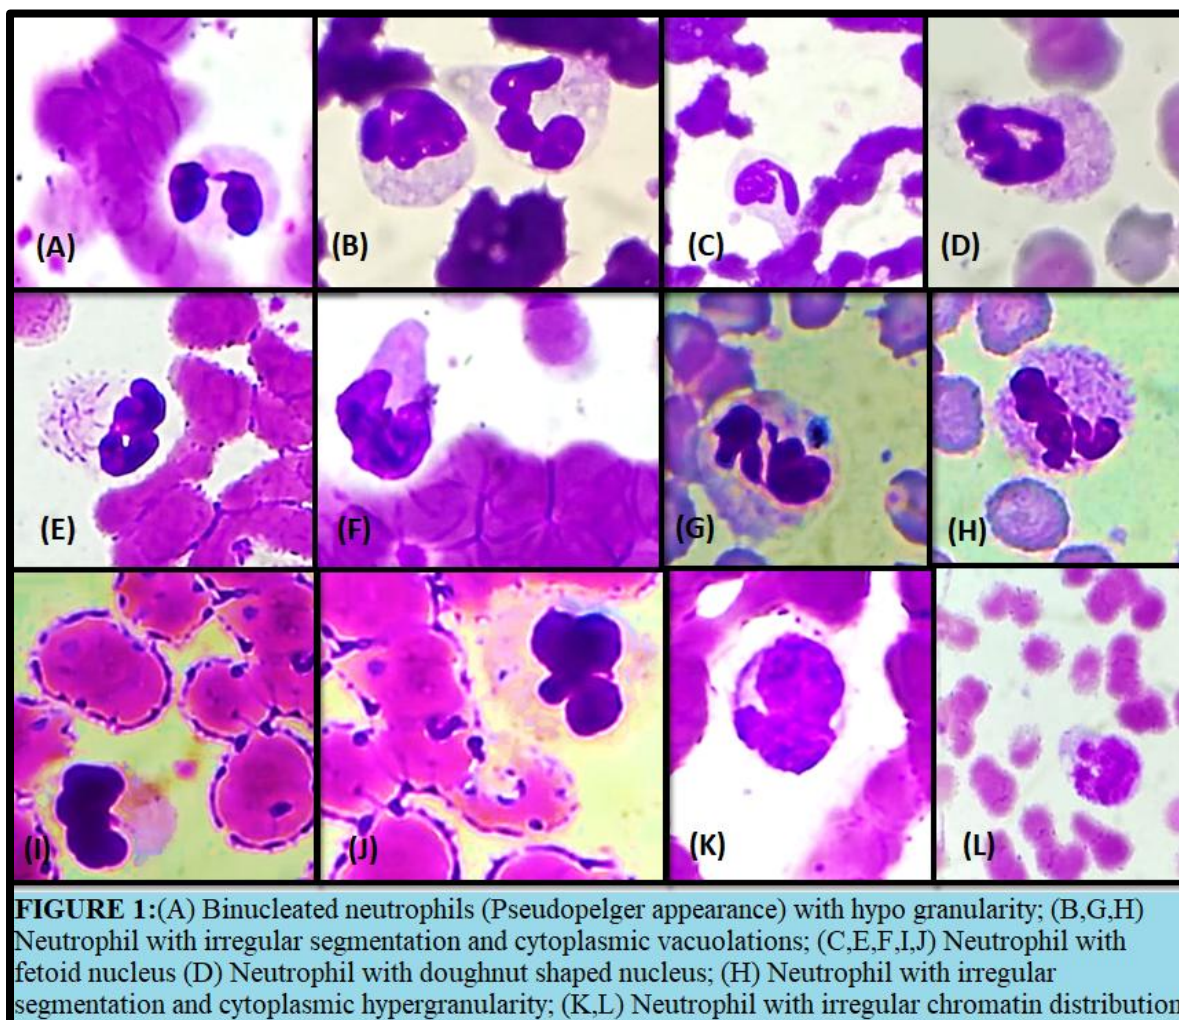 (A)
(B)
(C)
(D)
(E)
(F)
(G)
(H)
(I)
(J)
(K)
(L)
FIGURE 1:(A) Binucleated neutrophils (Pseudopelger appearance) with hypo granularity; (B,G,H)
Neutrophil with irregular segmentation and cytoplasmic vacuolations; (C,E,F,I,J) Neutrophil with
fetoid nucleus (D) Neutrophil with doughnut shaped nucleus; (H) Neutrophil with irregular
segmentation and cytoplasmic hypergranularity; (K,L) Neutrophil with irregular chromatin distribution